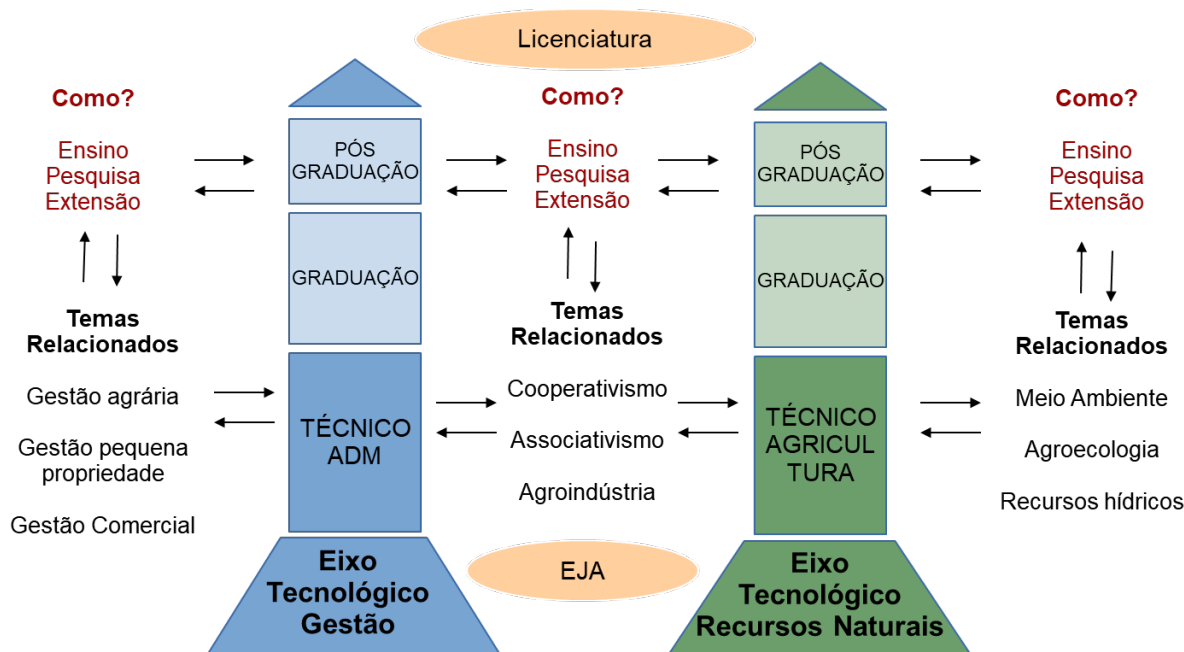 Licenciatura
Como?
Ensino
Pesquisa
Extensão
Temas
Relacionados
Gestão agrária
Gestão pequena
propriedade
Gestão Comercial
PÓS
GRADUAÇÃO
GRADUAÇÃO
TÉCNICO
ADM
Eixo
Tecnológico
Gestão
Como?
Ensino
Pesquisa
Extensão
Temas
Relacionados
Cooperativismo
Associativismo
Agroindústria
EJA
PÓS
GRADUAÇÃO
GRADUAÇÃO
TÉCNICO
AGRICUL
TURA
Eixo
Tecnológico
Recursos Naturais
Como?
Ensino
Pesquisa
Extensão
Temas
Relacionados
Meio Ambiente
Agroecologia
Recursos hídricos